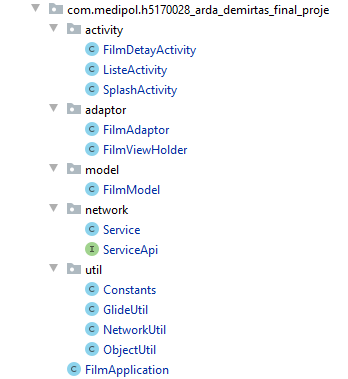 com.medipol.h5170028_arda_demirtas_final_proje
activity
FilmDetayActivity
ListeActivity
SplashActivity
adaptor
FilmAdaptor
FilmViewHolder
model
FilmModel
network
Service
ServiceApi
util
Constants
GlideUtil
NetworkUtil
ObjectUtil
FilmApplication